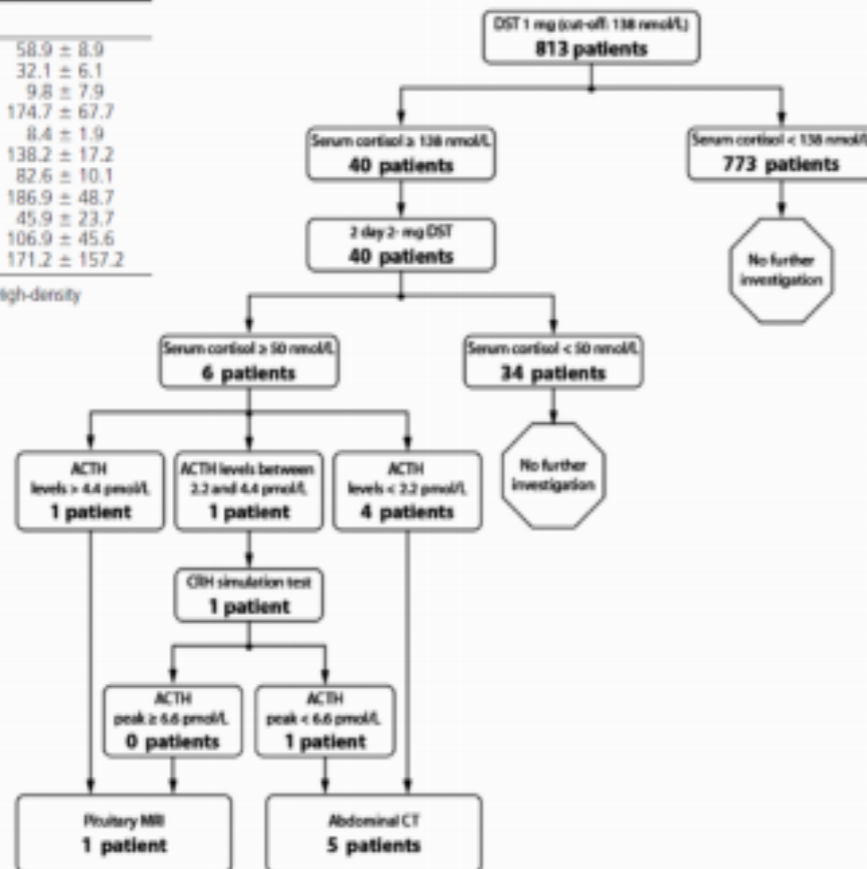 58.9 ± 8.9
32.1 ± 6.1
9.8 ± 7.9
174.7 ± 67.7
8.4 ± 1.9
138.2 ± 17.2
82.6 ± 10.1
186.9 ± 48.7
45.9 ± 23.7
106.9 ± 45.6
171.2 ± 157.2
High-density
DST 1 mg (cut-off: 138 nmol/L)
813 patients
Serum cortisol ≥ 138 nmol/L
40 patients
Serum cortisol < 138 nmol/L
773 patients
2 day 2- mg DST
40 patients
No further
investigation
Serum cortisol ≥ 50 nmol/L
6 patients
Serum cortisol < 50 nmol/L
34 patients
ACTH
levels > 4.4 pmol/L
1 patient
ACTH levels between
2.2 and 4.4 pmol/L
1 patient
ACTH
levels < 2.2 pmol/L
4 patients
No further
investigation
CRH simulation test
1 patient
ACTH
peak ≥ 6.6 pmol/L
0 patients
ACTH
peak < 6.6 pmol/L
1 patient
Pituitary MRI
1 patient
Abdominal CT
5 patients